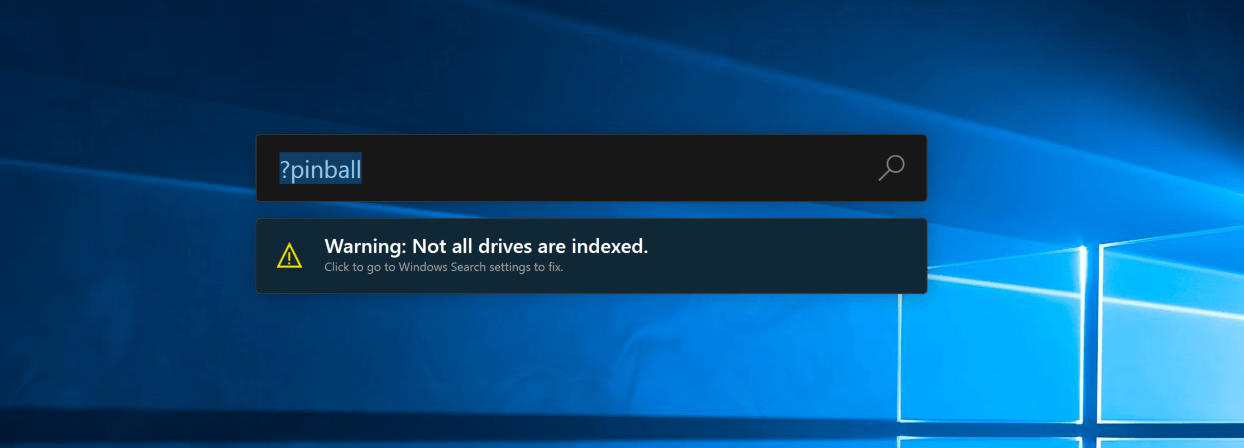 ?pinball
Warning: Not all drives are indexed.
Click to go to Windows Search settings to fix.